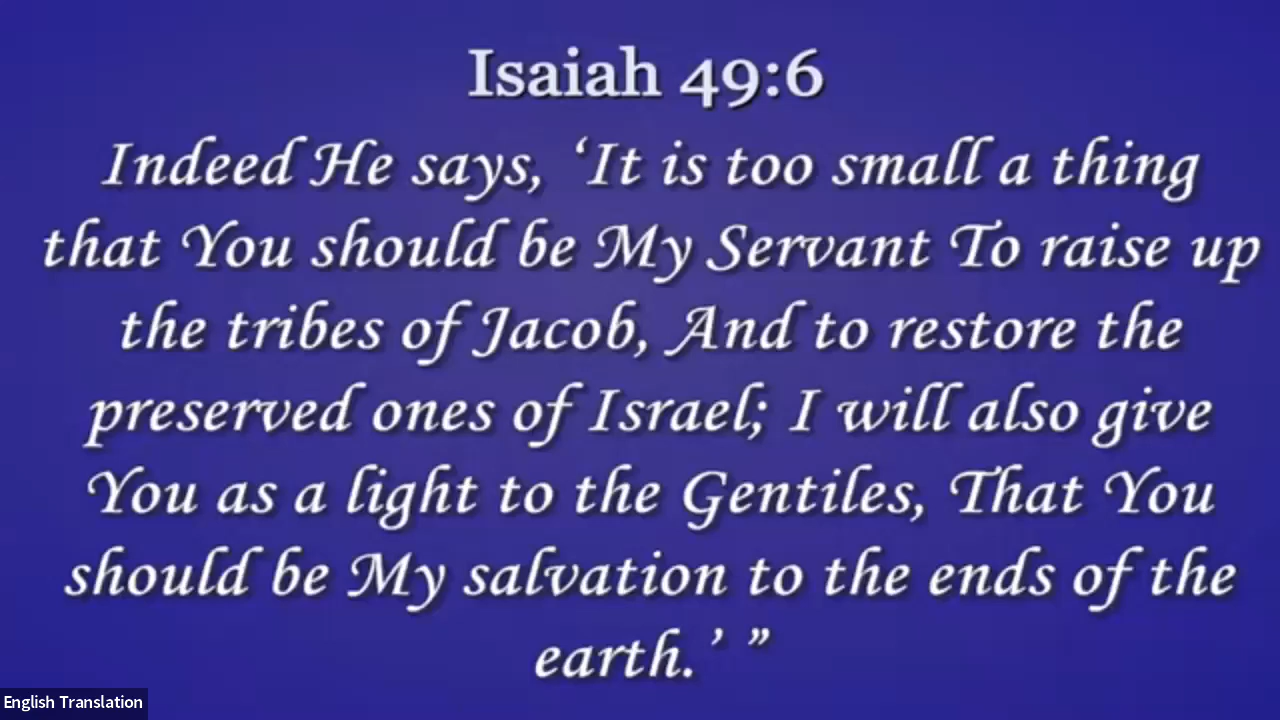 Isaiah 49:6
Indeed He says, ‘It is too small a thing
that You should be My Servant To raise up
the tribes of Jacob, And to restore the
preserved ones of Israel; I will also give
You as a light to the Gentiles, That You
should be My salvation to the ends of the
earth.’ ”
English Translation